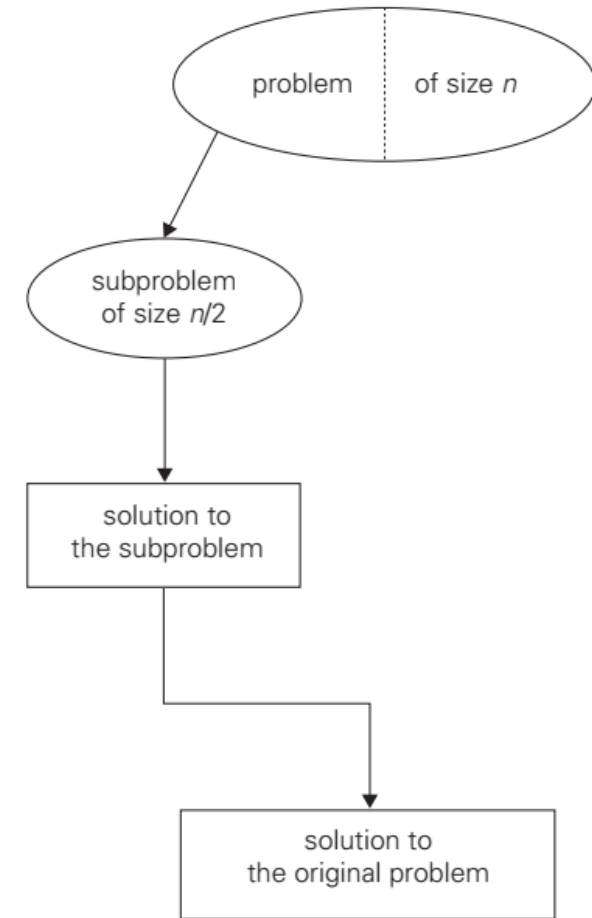 problem of size n
subproblem
of size n/2
solution to
the subproblem
solution to
the original problem